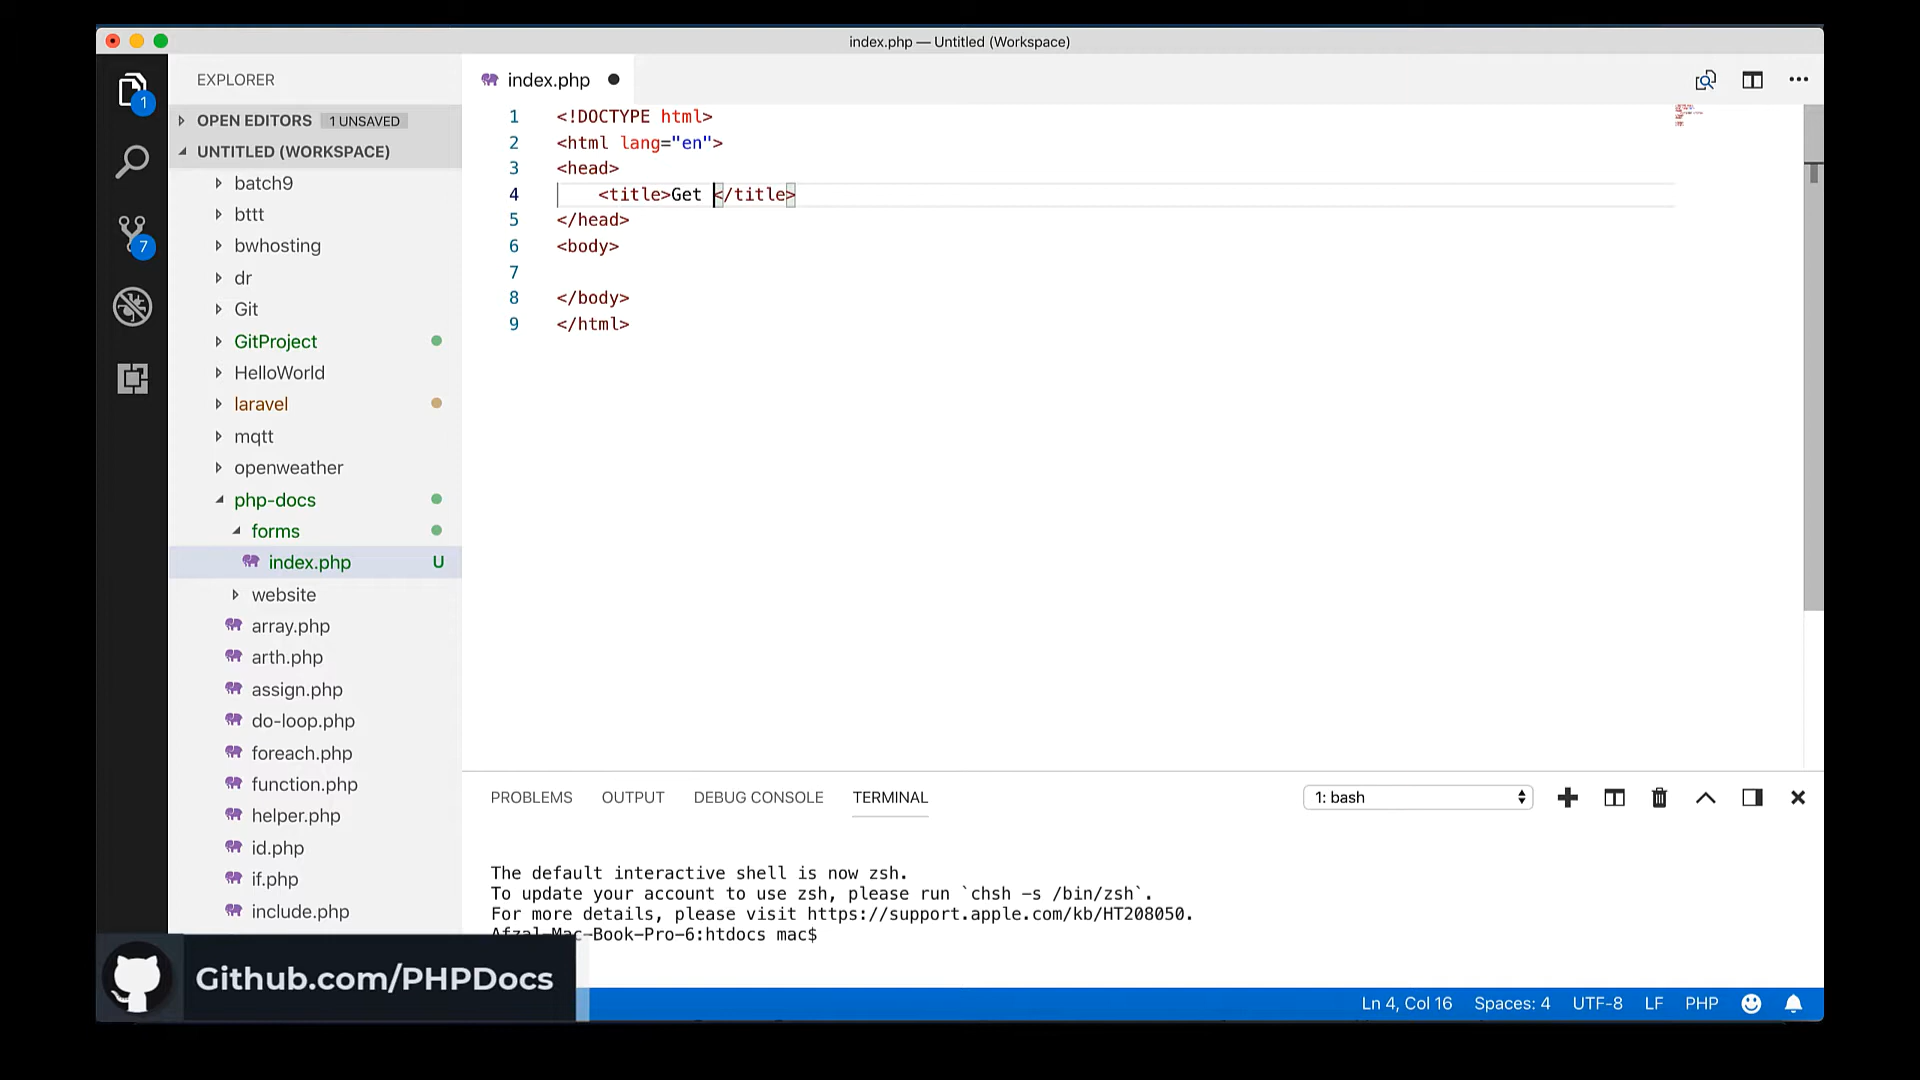 index.php — Untitled (Workspace)
EXPLORER
index.php
1
OPEN EDITORS 1 UNSAVED
UNTITLED (WORKSPACE)
batch9
bttt
7
bwhosting
dr
Git
GitProject
HelloWorld
laravel
mqtt
openweather
php-docs
forms
index.php U
website
array.php
arth.php
assign.php
do-loop.php
foreach.php
function.php
helper.php
id.php
if.php
include.php
1 <!DOCTYPE html>
2 <html lang="en">
3 <head>
4 <title>Get </title>
5 </head>
6 <body>
7
8 </body>
9 </html>
PROBLEMS OUTPUT DEBUG CONSOLE TERMINAL 1: bash
The default interactive shell is now zsh.
To update your account to use zsh, please run `chsh -s /bin/zsh`.
For more details, please visit https://support.apple.com/kb/HT208050.
Afzal-Mac-Book-Pro-6:htdocs mac$
Github.com/PHPDocs
Ln 4, Col 16 Spaces: 4 UTF-8 LF PHP